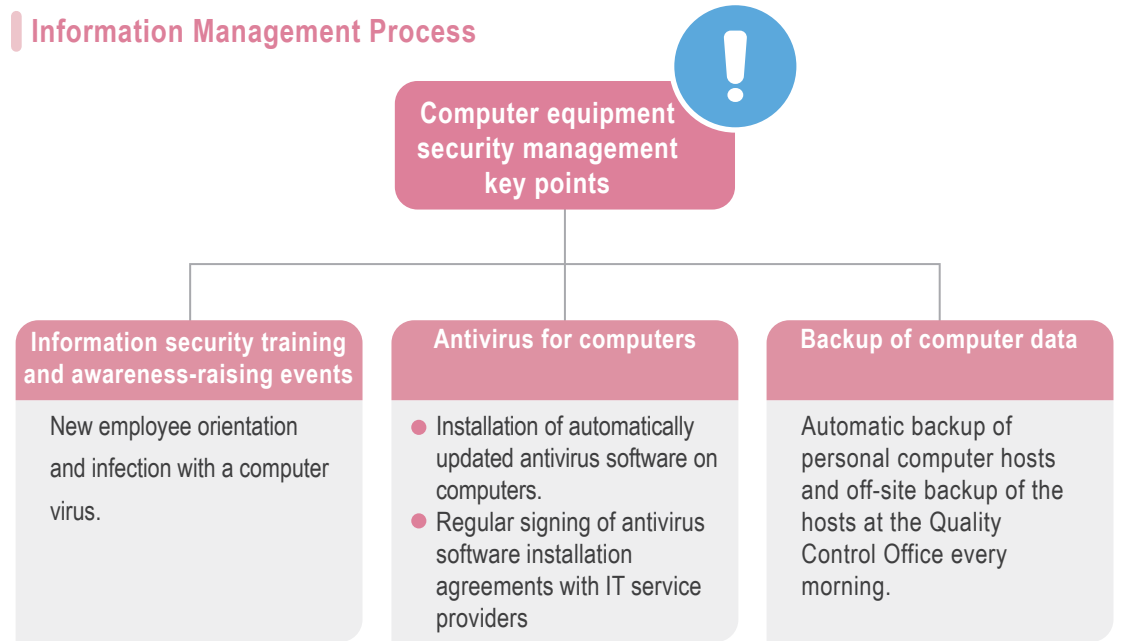 Information Management Process
Computer equipment
security management
key points
Information security training
and awareness-raising events
New employee orientation
and infection with a computer
virus.
Antivirus for computers
Installation of automatically
updated antivirus software on
computers.
Regular signing of antivirus
software installation
agreements with IT service
providers
Backup of computer data
Automatic backup of
personal computer hosts
and off-site backup of the
hosts at the Quality
Control Office every
morning.